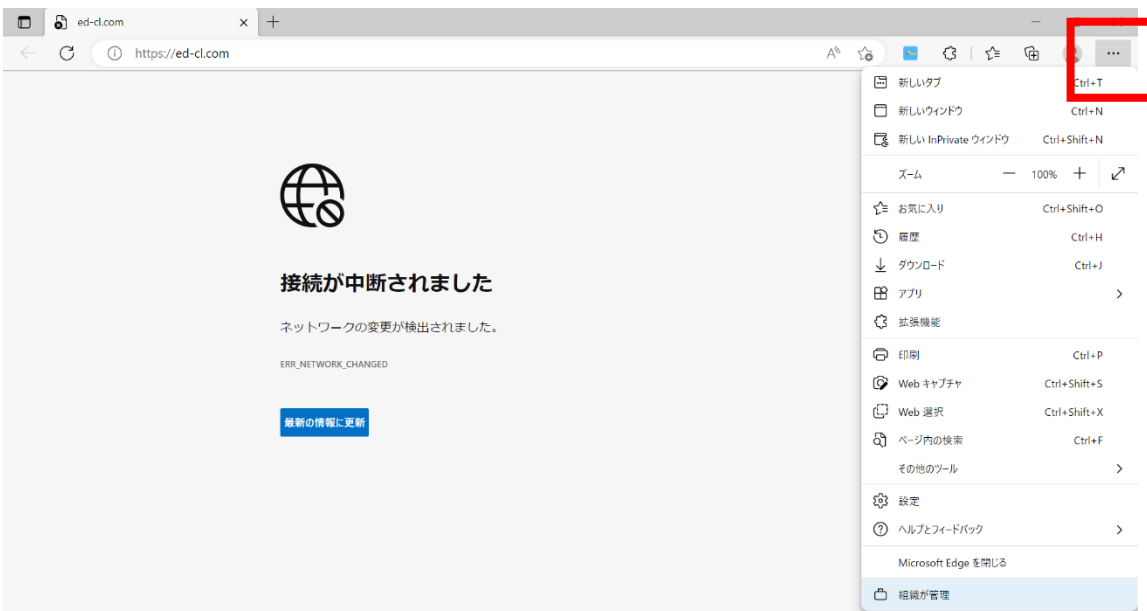 ed-cl.com
https://ed-cl.com
接続が中断されました
ネットワークの変更が検出されました。
ERR_NETWORK_CHANGED
最新の情報に更新
新しいタブ Ctrl+T
新しいウィンドウ Ctrl+N
新しい InPrivate ウィンドウ Ctrl+Shift+N
ズーム 100%
お気に入り Ctrl+Shift+O
履歴 Ctrl+H
ダウンロード Ctrl+J
アプリ
拡張機能
印刷 Ctrl+P
Web キャプチャ Ctrl+Shift+S
Web 選択 Ctrl+Shift+X
ページ内の検索 Ctrl+F
その他のツール
設定
ヘルプとフィードバック
Microsoft Edge を閉じる
組織が管理